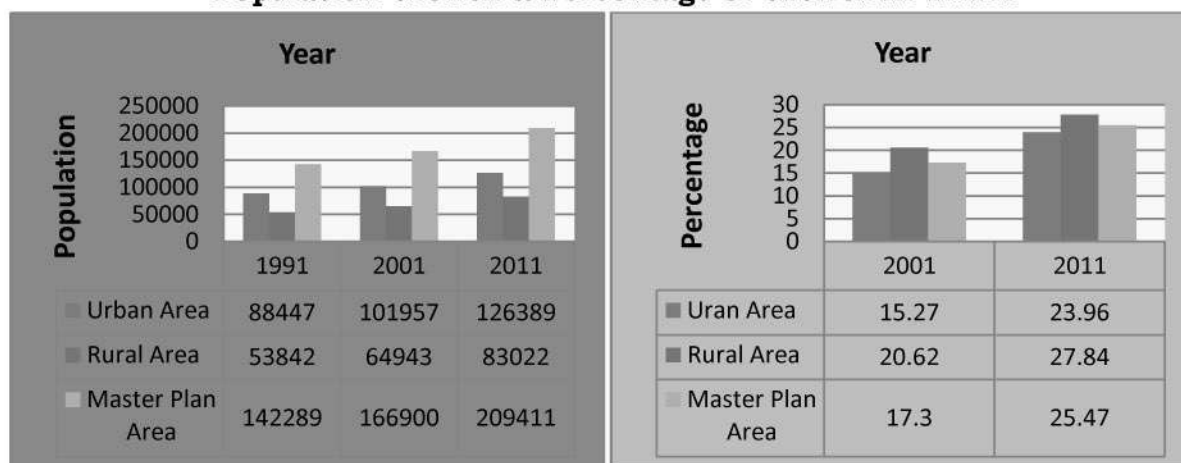 Year
Population
250000
200000
150000
100000
50000
0
1991 2001 2011
Urban Area 88447 101957 126389
Rural Area 53842 64943 83022
Master Plan
Area 142289 166900 209411
Year
Percentage
30
25
20
15
10
5
0
2001 2011
Uran Area 15.27 23.96
Rural Area 20.62 27.84
Master Plan
Area 17.3 25.47